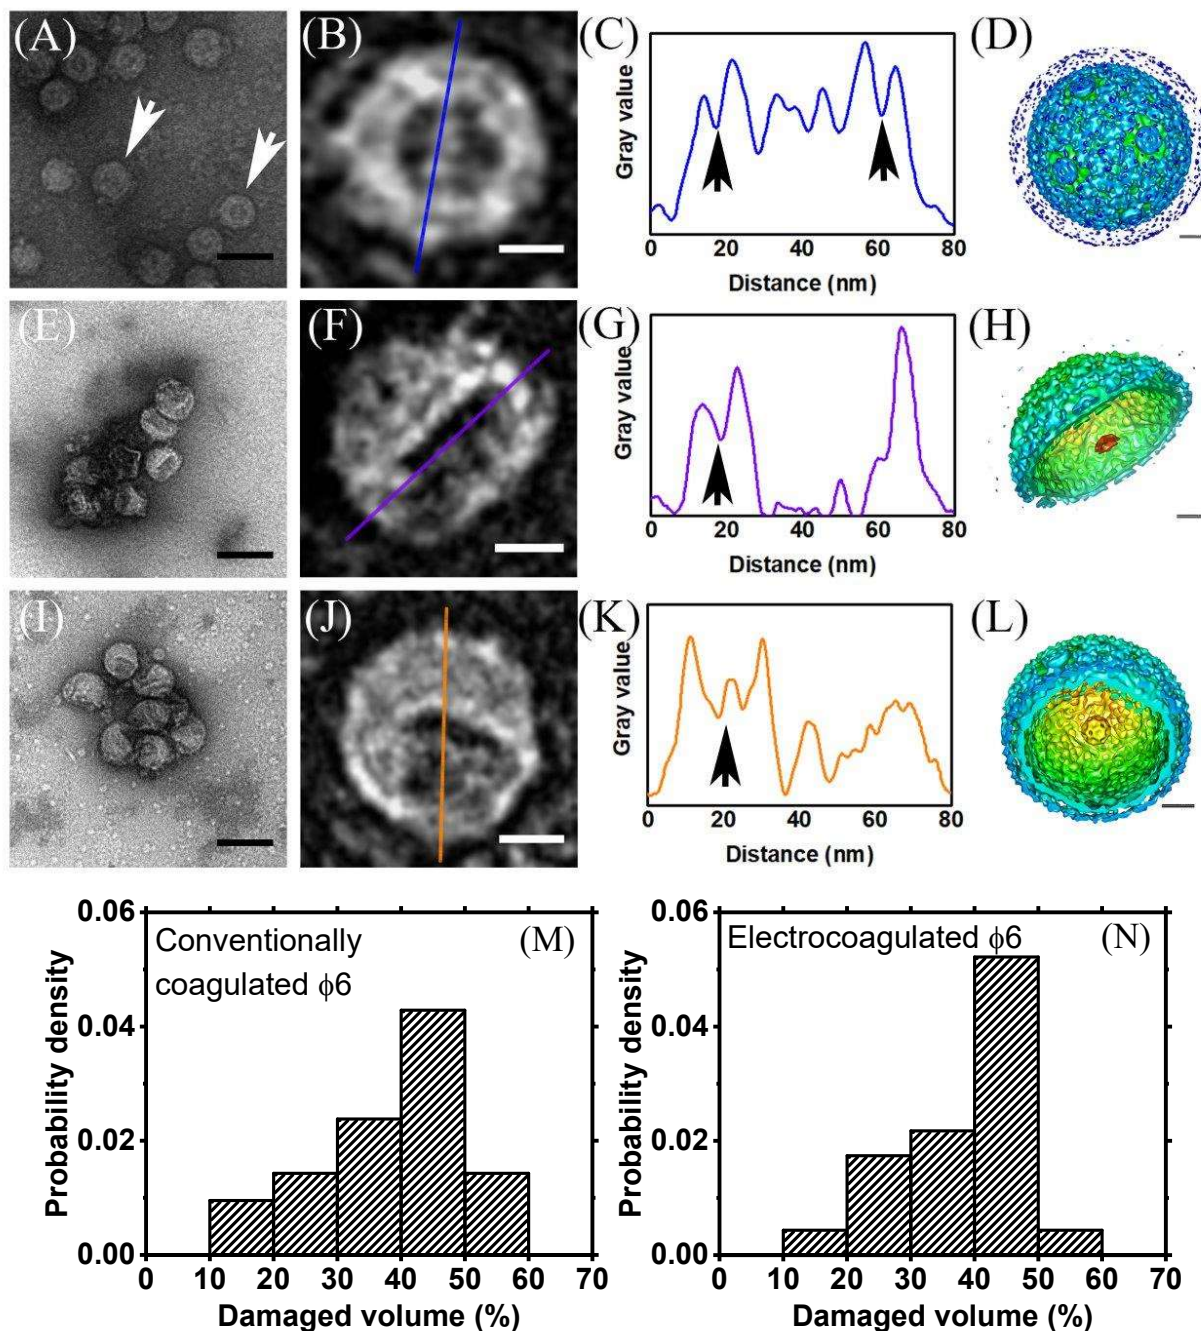 (A)
(B)
(C)
Gray value
0 20 40 60 80
Distance (nm)
(D)
(E)
(F)
(G)
Gray value
0 20 40 60 80
Distance (nm)
(H)
(I)
(J)
(K)
Gray value
0 20 40 60 80
Distance (nm)
(L)
Probability density
0.06
0.04
0.02
0.00
Conventionally
coagulated ϕ6
(M)
0 10 20 30 40 50 60 70
Damaged volume (%)
Probability density
0.06
0.04
0.02
0.00
Electrocoagulated ϕ6
(N)
0 10 20 30 40 50 60 70
Damaged volume (%)